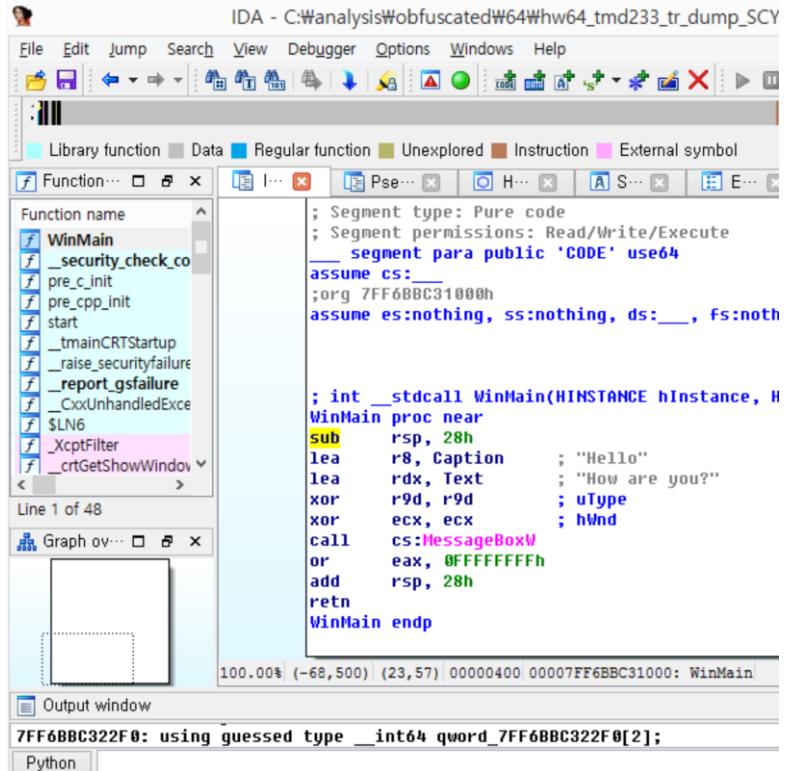 IDA - C:₩analysis₩obfuscated₩64₩hw64_tmd233_tr_dump_SCY
File Edit Jump Search View Debugger Options Windows Help
Library function Data Regular function Unexplored Instruction External symbol
Function…
I… Pse… H… S… E…
Function name
WinMain
__security_check_co
pre_c_init
pre_cpp_init
start
__tmainCRTStartup
__raise_securityfailure
__report_gsfailure
__CxxUnhandledExce
$LN6
_XcptFilter
__crtGetShowWindow
Line 1 of 48
Graph ov…
; Segment type: Pure code
; Segment permissions: Read/Write/Execute
___ segment para public 'CODE' use64
assume cs:___
;org 7FF6BBC31000h
assume es:nothing, ss:nothing, ds:___, fs:noth
; int __stdcall WinMain(HINSTANCE hInstance, H
WinMain proc near
sub rsp, 28h
lea r8, Caption ; "Hello"
lea rdx, Text ; "How are you?"
xor r9d, r9d ; uType
xor ecx, ecx ; hWnd
call cs:MessageBoxW
or eax, 0FFFFFFFFh
add rsp, 28h
retn
WinMain endp
100.00% (-68,500) (23,57) 00000400 00007FF6BBC31000: WinMain
Output window
7FF6BBC322F0: using guessed type __int64 qword_7FF6BBC322F0[2];
Python